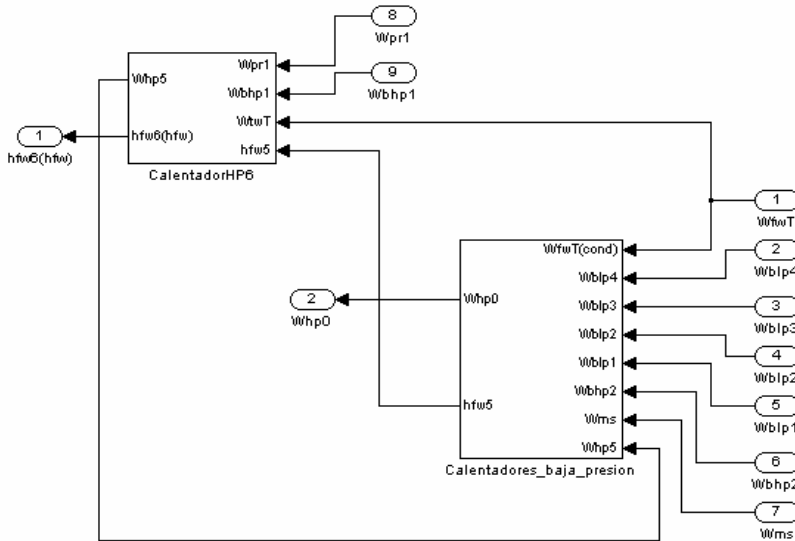 8
Wpr1
9
Wbhp1
Wpr1
Wbhp1
WtwT
hfw5
Whp5
hfw6(hfw)
CalentadorHP6
1
hfw6(hfw)
1
WfwT
2
Wblp4
3
Wblp3
4
Wblp2
5
Wblp1
6
Wbhp2
7
Wms
WfwT(cond)
Wblp4
Wblp3
Wblp2
Wblp1
Wbhp2
Wms
Whp5
Whp0
hfw5
Calentadores_baja_presion
2
Whp0